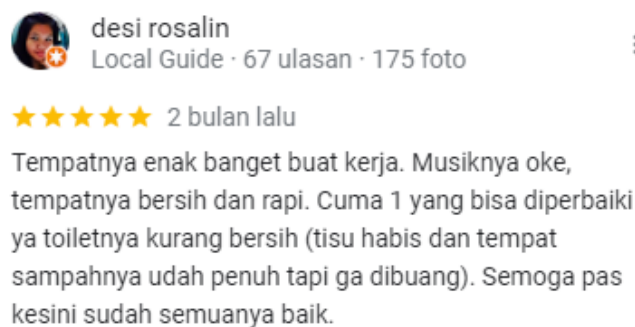 desi rosalin
Local Guide · 67 ulasan · 175 foto
2 bulan lalu
Tempatnya enak banget buat kerja. Musiknya oke,
tempatnya bersih dan rapi. Cuma 1 yang bisa diperbaiki
ya toiletnya kurang bersih (tisu habis dan tempat
sampahnya udah penuh tapi ga dibuang). Semoga pas
kesini sudah semuanya baik.